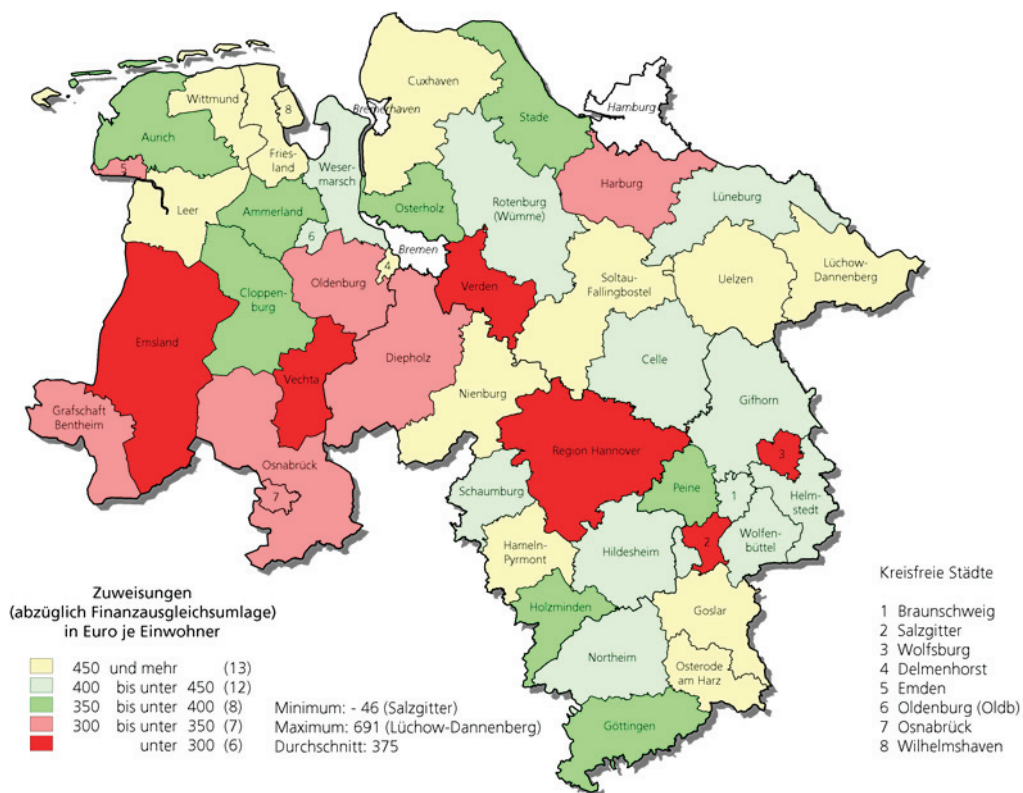 Cuxhaven
Hamburg
Wittmund
Bremerhaven
8
Stade
Aurich
Fries-
land
Weser-
marsch
5
Harburg
Leer
Ammerland
Osterholz
Rotenburg
(Wümme)
Lüneburg
6
Bremen
4
Lüchow-
Dannenberg
Oldenburg
Verden
Soltau-
Fallingbostel
Uelzen
Cloppen-
burg
Emsland
Diepholz
Celle
Vechta
Nienburg
Gifhorn
Grafschaft
Bentheim
Region Hannover
3
Osnabrück
7
Schaumburg
Peine
1
Helm-
stedt
Wolfen-
büttel
2
Hameln-
Pyrmont
Hildesheim
Holzminden
Goslar
Northeim
Osterode
am Harz
Göttingen
Zuweisungen
(abzüglich Finanzausgleichsumlage)
in Euro je Einwohner
450 und mehr (13)
400 bis unter 450 (12)
350 bis unter 400 (8)
300 bis unter 350 (7)
unter 300 (6)
Minimum: - 46 (Salzgitter)
Maximum: 691 (Lüchow-Dannenberg)
Durchschnitt: 375
Kreisfreie Städte
1 Braunschweig
2 Salzgitter
3 Wolfsburg
4 Delmenhorst
5 Emden
6 Oldenburg (Oldb)
7 Osnabrück
8 Wilhelmshaven